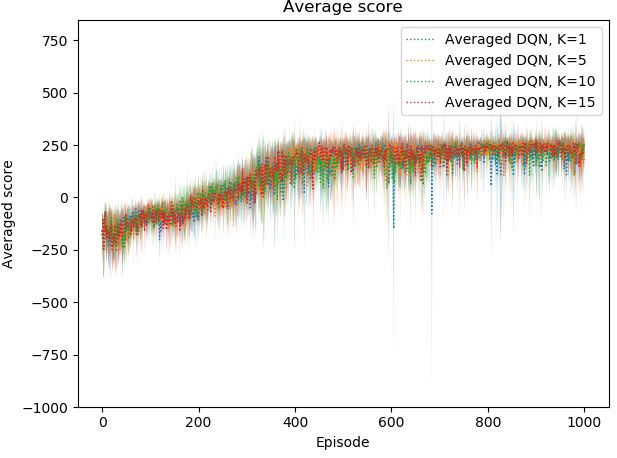 Average score
750
500
250
0
−250
−500
−750
−1000
Averaged score
Averaged DQN, K=1
Averaged DQN, K=5
Averaged DQN, K=10
Averaged DQN, K=15
0 200 400 600 800 1000
Episode